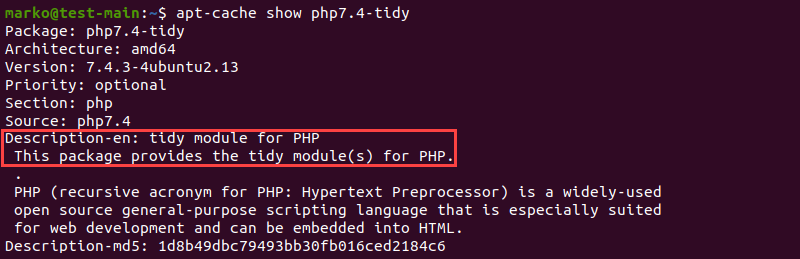 marko@test-main:~$ apt-cache show php7.4-tidy
Package: php7.4-tidy
Architecture: amd64
Version: 7.4.3-4ubuntu2.13
Priority: optional
Section: php
Source: php7.4
Description-en: tidy module for PHP
 This package provides the tidy module(s) for PHP.
 .
 PHP (recursive acronym for PHP: Hypertext Preprocessor) is a widely-used
 open source general-purpose scripting language that is especially suited
 for web development and can be embedded into HTML.
Description-md5: 1d8b49dbc79493bb30fb016ced2184c6